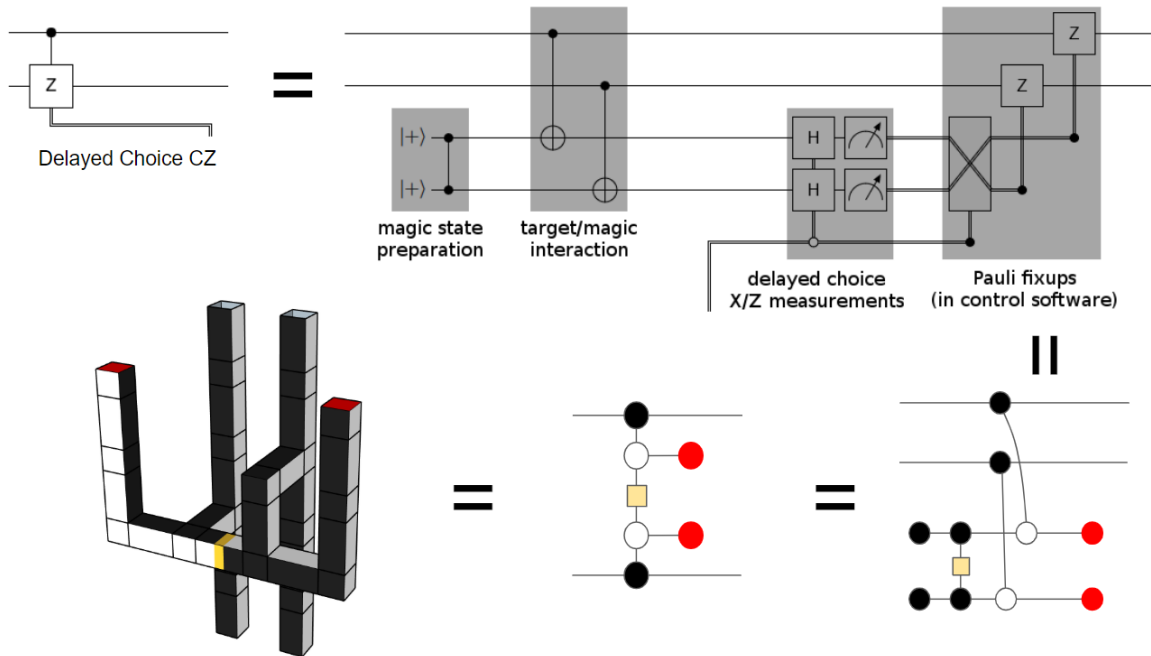 Z
Delayed Choice CZ
=
|+⟩
|+⟩
H
H
Z
Z
magic state
preparation
target/magic
interaction
delayed choice
X/Z measurements
Pauli fixups
(in control software)
=
=
=